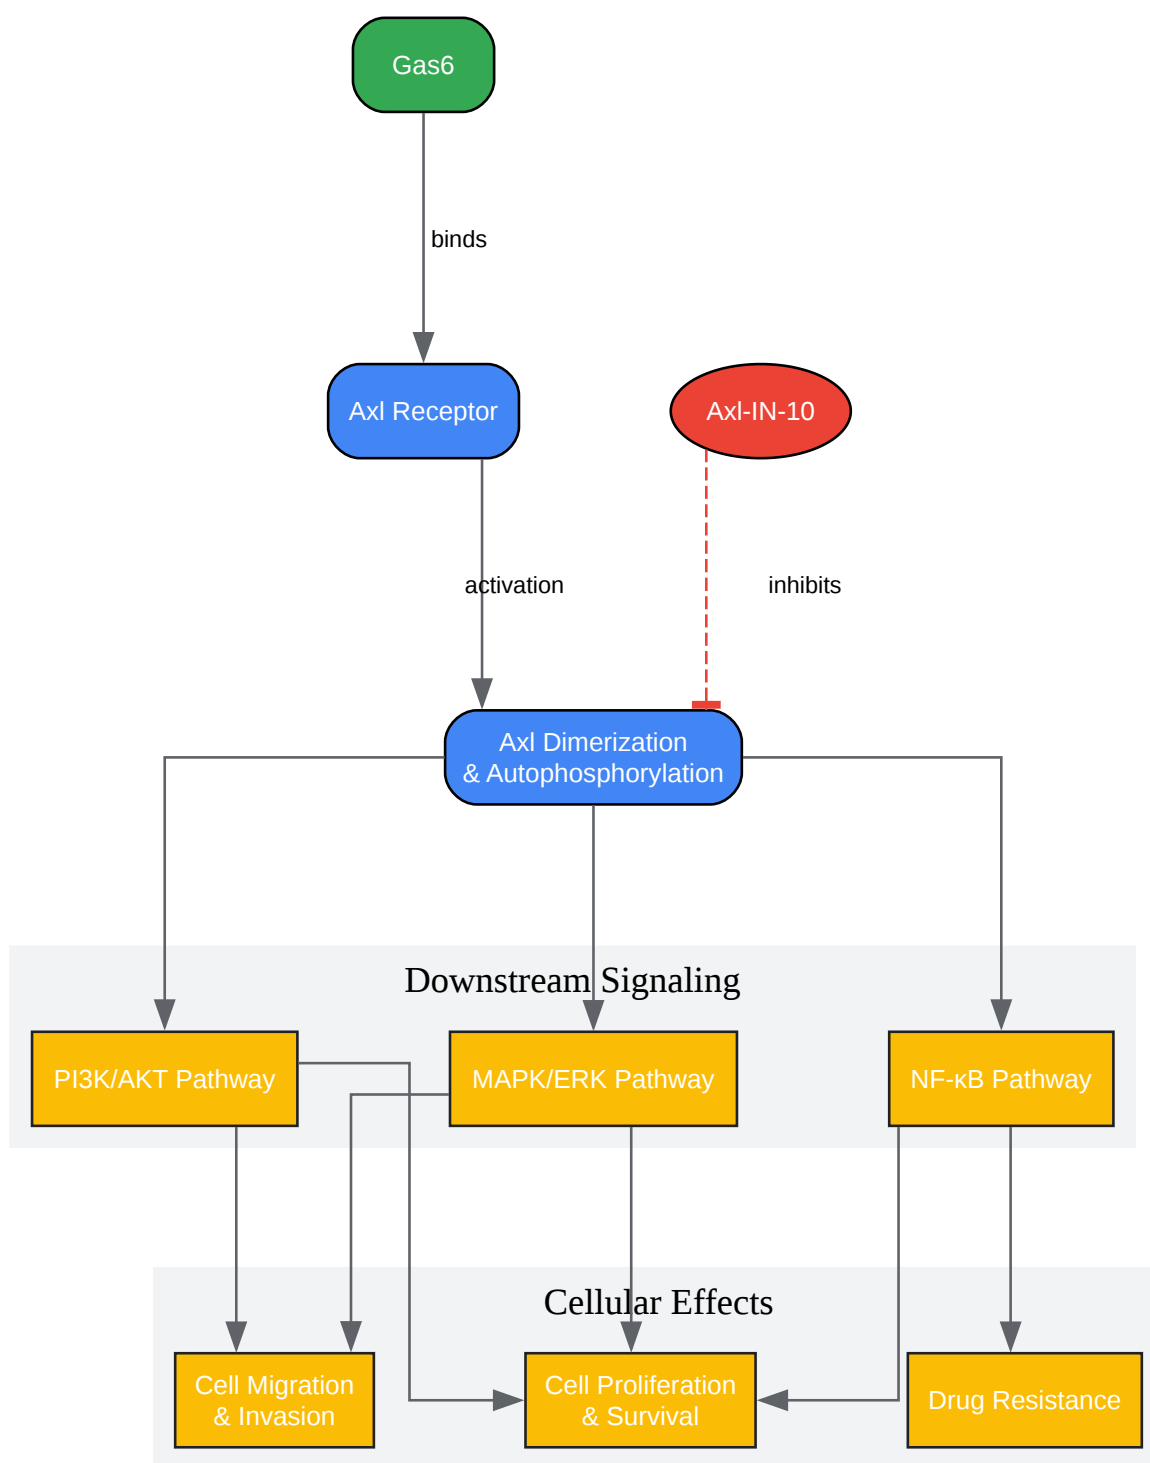 Gas6
binds
Axl Receptor
Axl-IN-10
activation
inhibits
Axl Dimerization
& Autophosphorylation
Downstream Signaling
PI3K/AKT Pathway
MAPK/ERK Pathway
NF-κB Pathway
Cellular Effects
Cell Migration
& Invasion
Cell Proliferation
& Survival
Drug Resistance